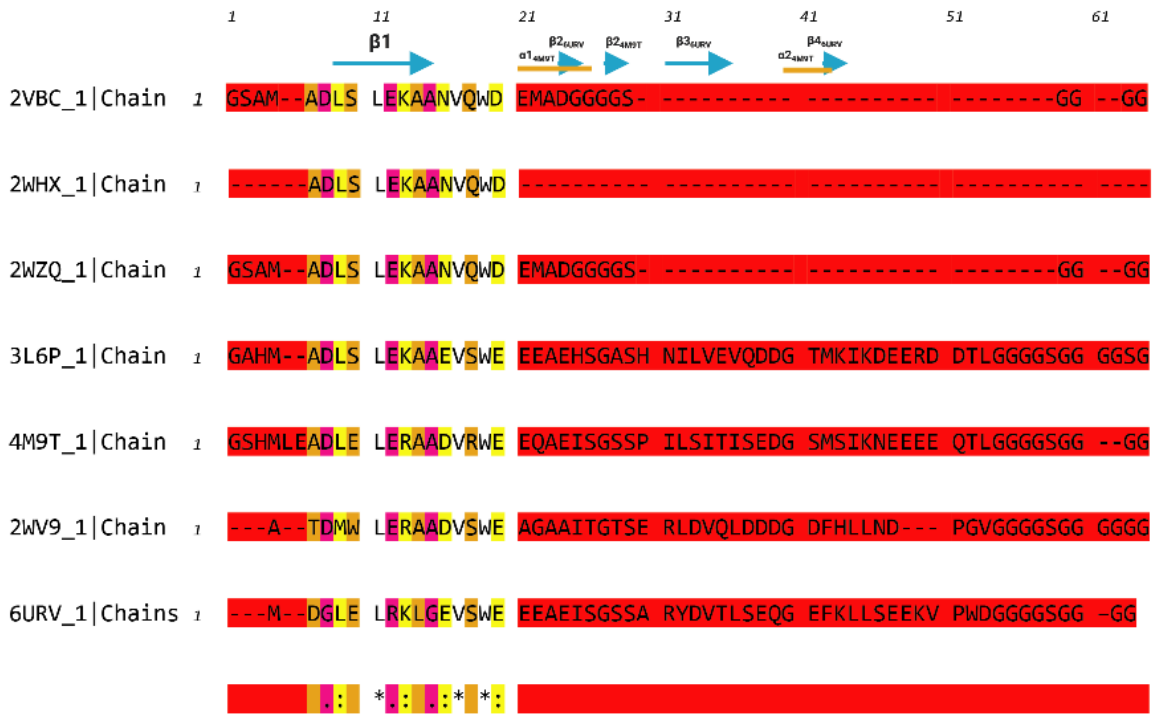 1 11 21 31 41 51 61
β1 α1 4M9T β2 6URV β2 4M9T β3 6URV α2 4M9T β4 6URV
2VBC_1|Chain 1 GSAM--ADLS LEKAANVQWD EMADGGGGS- ---------- ---------- --------GG --GG
2WHX_1|Chain 1 ------ADLS LEKAANVQWD ---------- ---------- ---------- ---------- ----
2WZQ_1|Chain 1 GSAM--ADLS LEKAANVQWD EMADGGGGS- ---------- ---------- --------GG --GG
3L6P_1|Chain 1 GAHM--ADLS LEKAAEVSWE EEAEHSGASH NILVEVQDDG TMKIKDEERD DTLGGGGSGG GGSG
4M9T_1|Chain 1 GSHMLEADLE LERAADVRWE EQAEISGSSP ILSITISEDG SMSIKNEEEE QTLGGGGSGG --GG
2WV9_1|Chain 1 ---A--TDMW LERAADVSWE AGAAITGTSE RLDVQLDDDG DFHLLND--- PGVGGGGSGG GGGG
6URV_1|Chains 1 ---M--DGLE LRKLGEVSWE EEAEISGSSA RYDVTLSEQG EFKLLSEEKV PWDGGGGSGG -GG
.: *.: .:* *: